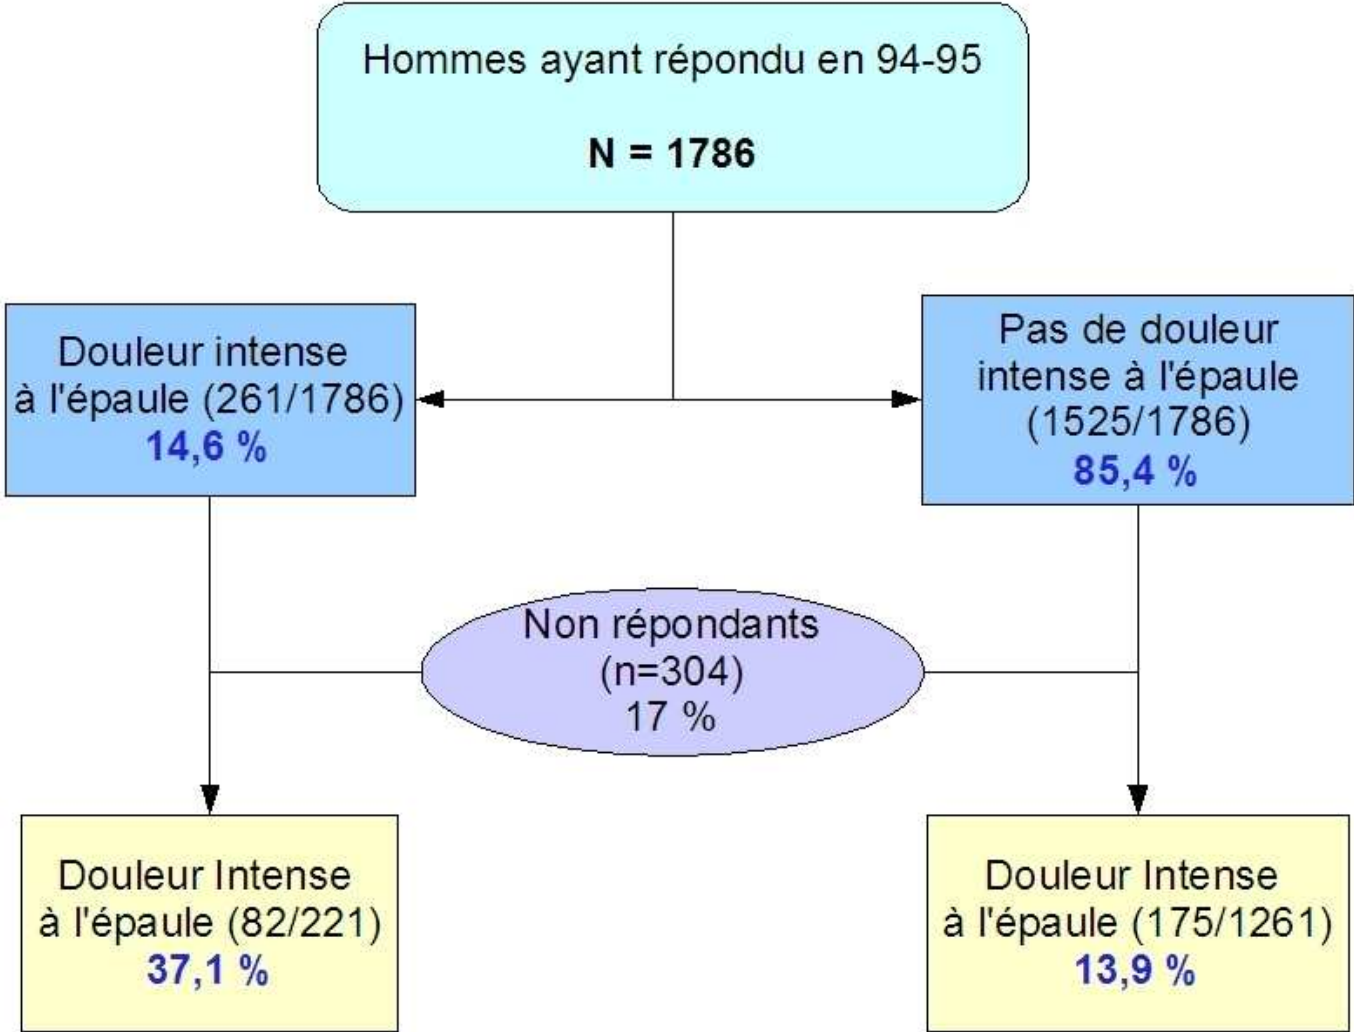 Hommes ayant répondu en 94-95
N = 1786
Douleur intense
à l'épaule (261/1786)
14,6 %
Pas de douleur
intense à l'épaule
(1525/1786)
85,4 %
Non répondants
(n=304)
17 %
Douleur Intense
à l'épaule (82/221)
37,1 %
Douleur Intense
à l'épaule (175/1261)
13,9 %